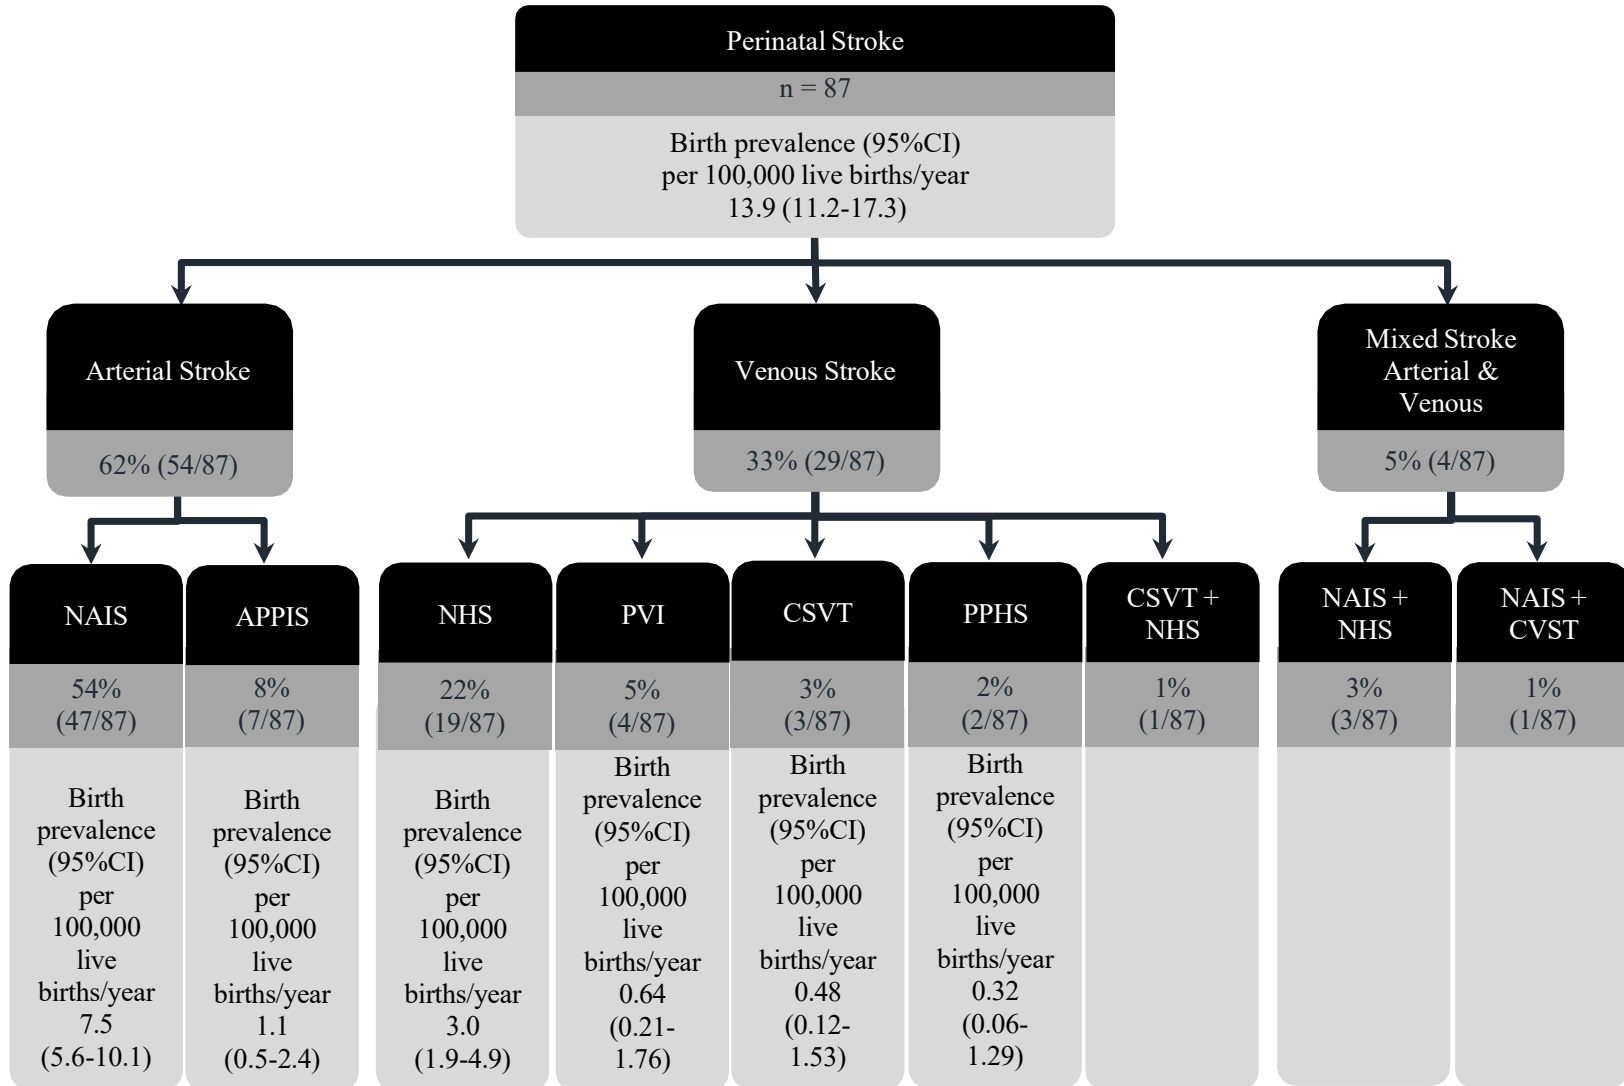 Perinatal Stroke
n = 87
Birth prevalence (95%CI)
per 100,000 live births/year
13.9 (11.2-17.3)
Arterial Stroke
62% (54/87)
Venous Stroke
33% (29/87)
Mixed Stroke
Arterial &
Venous
5% (4/87)
NAIS
54%
(47/87)
Birth
prevalence
(95%CI)
per
100,000
live
births/year
7.5
(5.6-10.1)
APPIS
8%
(7/87)
Birth
prevalence
(95%CI)
per
100,000
live
births/year
1.1
(0.5-2.4)
NHS
22%
(19/87)
Birth
prevalence
(95%CI)
per
100,000
live
births/year
3.0
(1.9-4.9)
PVI
5%
(4/87)
Birth
prevalence
(95%CI)
per
100,000
live
births/year
0.64
(0.21-
1.76)
CSVT
3%
(3/87)
Birth
prevalence
(95%CI)
per
100,000
live
births/year
0.48
(0.12-
1.53)
PPHS
2%
(2/87)
Birth
prevalence
(95%CI)
per
100,000
live
births/year
0.32
(0.06-
1.29)
CSVT +
NHS
1%
(1/87)
NAIS +
NHS
3%
(3/87)
NAIS +
CVST
1%
(1/87)